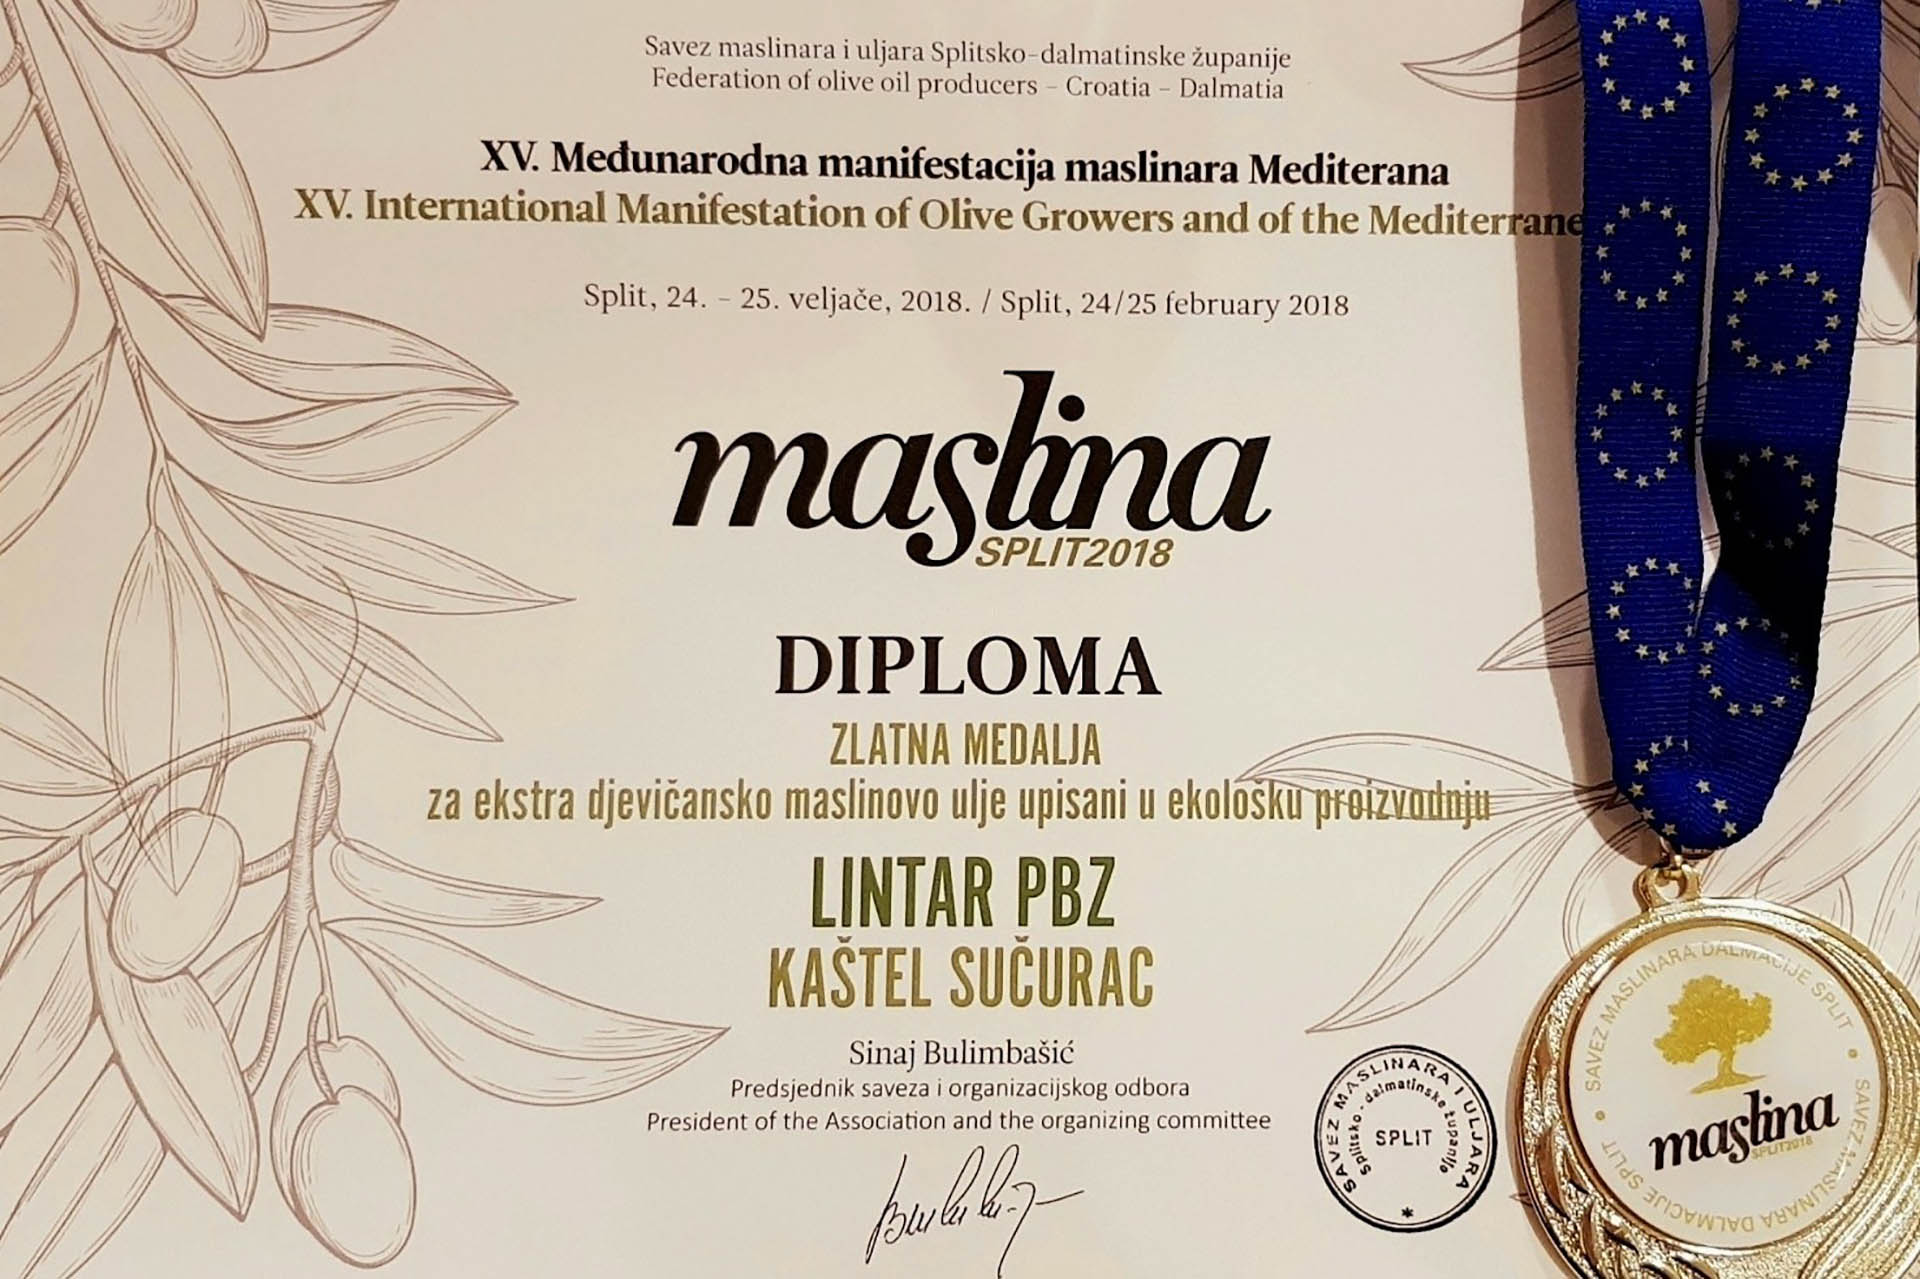 Savez maslinara i uljara Splitsko-dalmatinske županije
Federation of olive oil producers – Croatia – Dalmatia
XV. Međunarodna manifestacija maslinara Mediterana
XV. International Manifestation of Olive Growers and of the Mediterrane
Split, 24. – 25. veljače, 2018. / Split, 24/25 february 2018
maslina
SPLIT2018
DIPLOMA
ZLATNA MEDALJA
za ekstra djevičansko maslinovo ulje upisani u ekološku proizvodnju
LINTAR PBZ
KAŠTEL SUČURAC
Sinaj Bulimbašić
Predsjednik saveza i organizacijskog odbora
President of the Association and the organizing committee
SAVEZ MASLINARA I ULJARA
Splitsko-dalmatinske županije
SPLIT
SAVEZ MASLINARA DALMACIJE SPLIT
SAVEZ MASLINARA DALMACIJE SPLIT
maslina
SPLIT2018